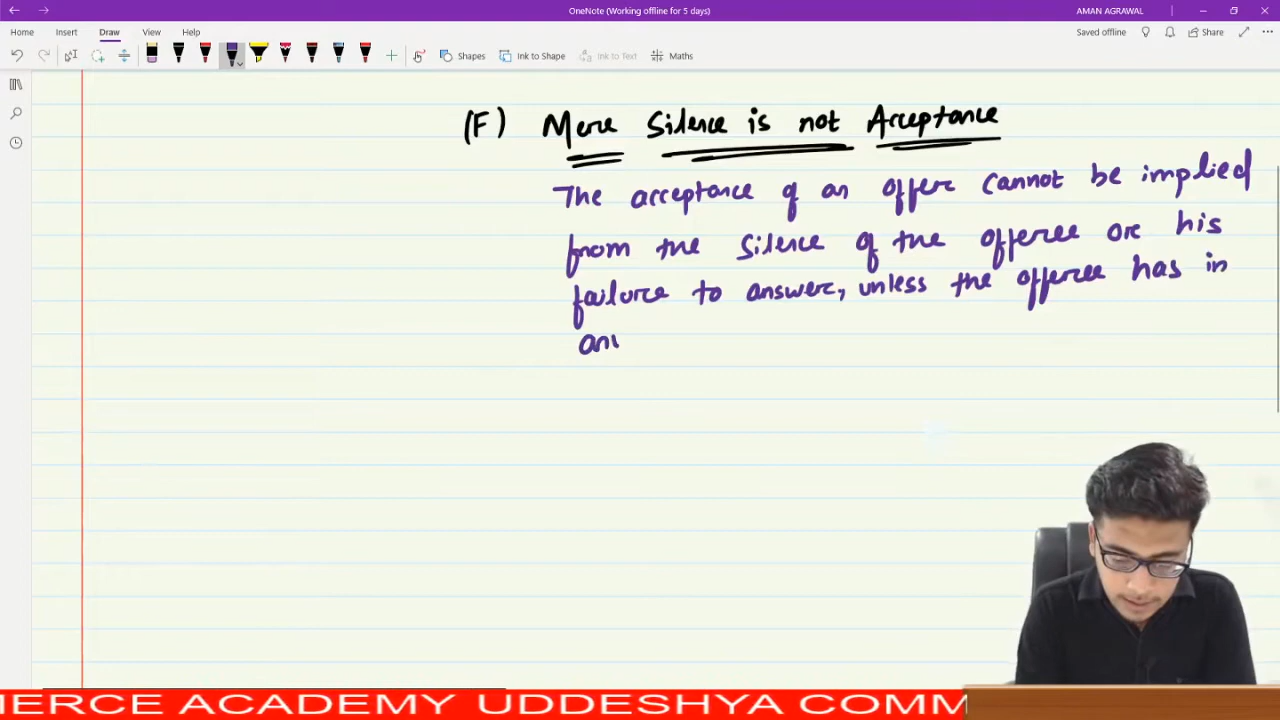 OneNote (Working offline for 5 days)
AMAN AGRAWAL
Home Insert Draw View Help
Saved offline
Share
Shapes
Ink to Shape
Ink to Text
Maths
(F) Mere Silence is not Acceptance
The acceptance of an offer cannot be implied
from the silence of the offeree or his
failure to answer, unless the offeree has in
any
MERCE ACADEMY UDDESHYA COMM